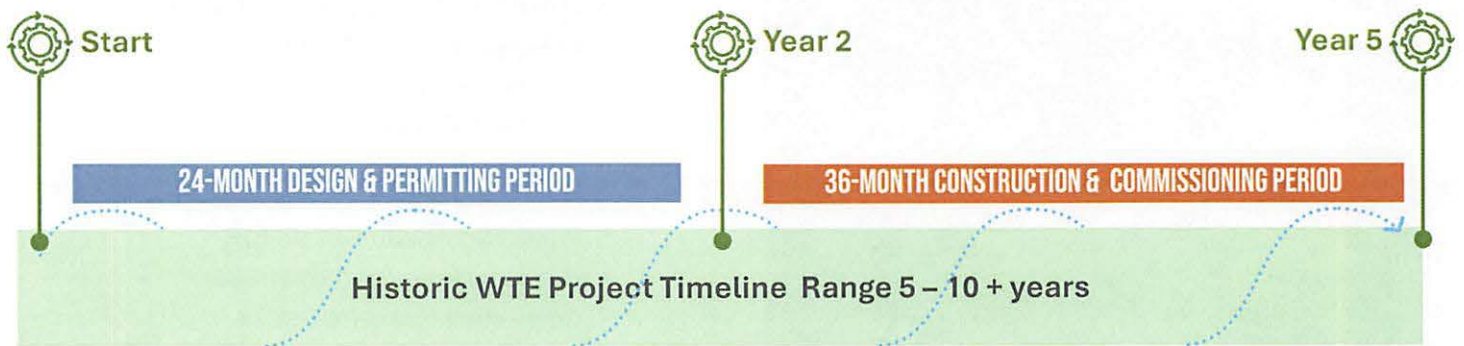 Start
Year 2
Year 5
24-MONTH DESIGN & PERMITTING PERIOD
36-MONTH CONSTRUCTION & COMMISSIONING PERIOD
Historic WTE Project Timeline Range 5 – 10 + years